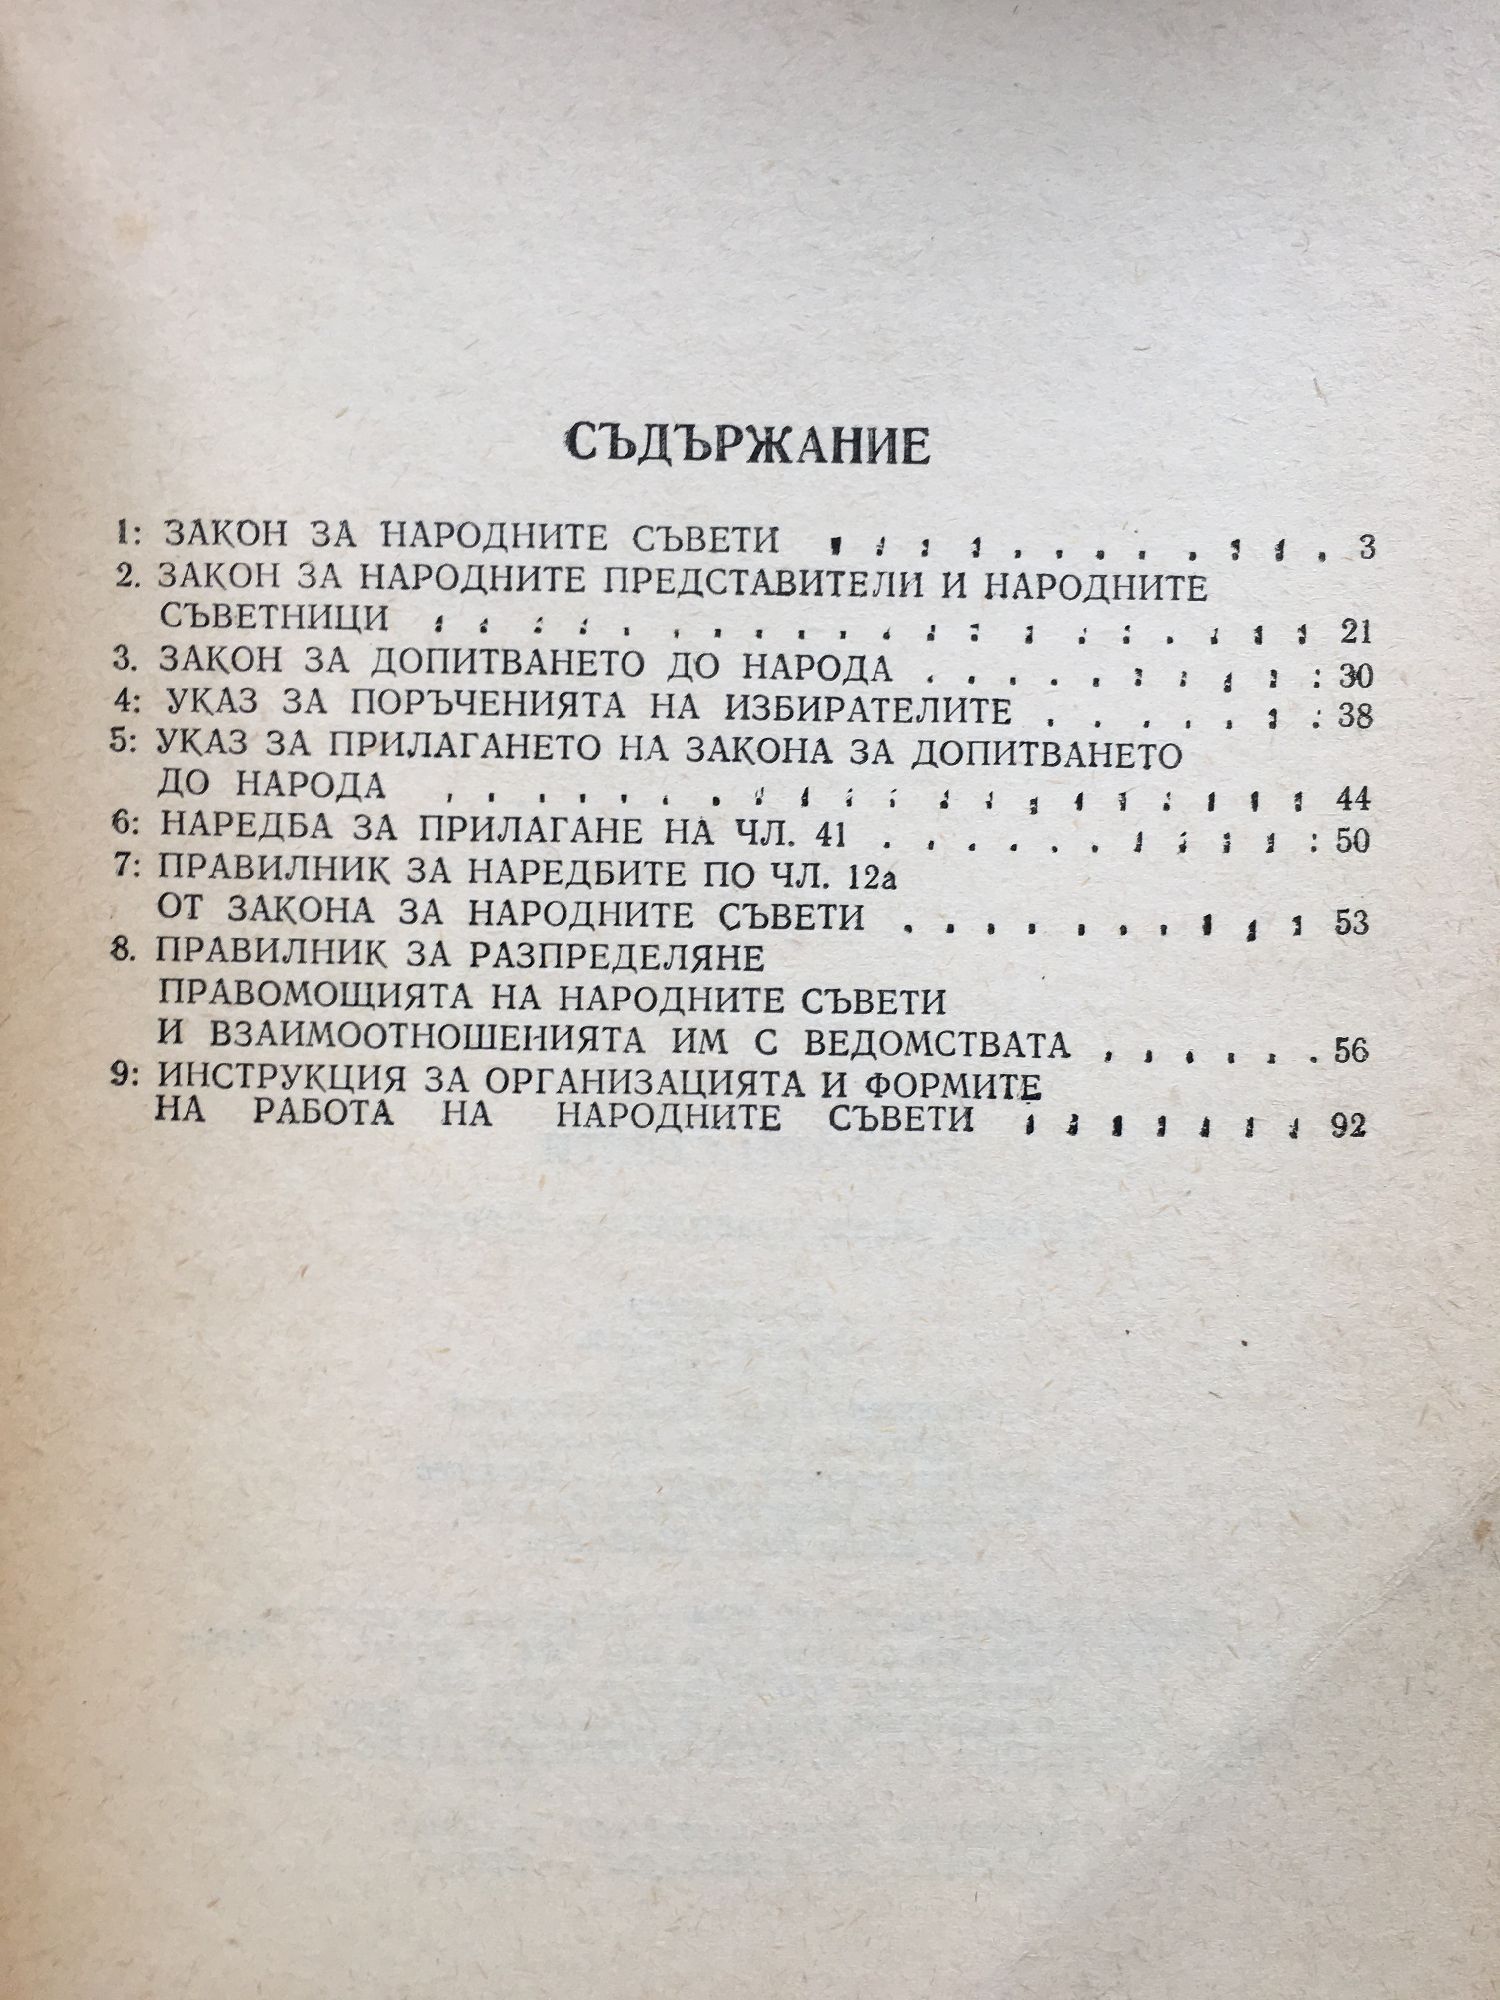 СЪДЪРЖАНИЕ
1: ЗАКОН ЗА НАРОДНИТЕ СЪВЕТИ . . . . . . . . . . . . 3
2. ЗАКОН ЗА НАРОДНИТЕ ПРЕДСТАВИТЕЛИ И НАРОДНИТЕ
СЪВЕТНИЦИ . . . . . . . . . . . . . . . . . . . . 21
3. ЗАКОН ЗА ДОПИТВАНЕТО ДО НАРОДА . . . . . . . . . : 30
4: УКАЗ ЗА ПОРЪЧЕНИЯТА НА ИЗБИРАТЕЛИТЕ . . . . . . : 38
5: УКАЗ ЗА ПРИЛАГАНЕТО НА ЗАКОНА ЗА ДОПИТВАНЕТО
ДО НАРОДА . . . . . . . . . . . . . . . . . . . . 44
6: НАРЕДБА ЗА ПРИЛАГАНЕ НА ЧЛ. 41 . . . . . . . . . . : 50
7: ПРАВИЛНИК ЗА НАРЕДБИТЕ ПО ЧЛ. 12а
ОТ ЗАКОНА ЗА НАРОДНИТЕ СЪВЕТИ . . . . . . . . . . 53
8. ПРАВИЛНИК ЗА РАЗПРЕДЕЛЯНЕ
ПРАВОМОЩИЯТА НА НАРОДНИТЕ СЪВЕТИ
И ВЗАИМООТНОШЕНИЯТА ИМ С ВЕДОМСТВАТА . . . . . . 56
9: ИНСТРУКЦИЯ ЗА ОРГАНИЗАЦИЯТА И ФОРМИТЕ
НА РАБОТА НА НАРОДНИТЕ СЪВЕТИ . . . . . . . 92